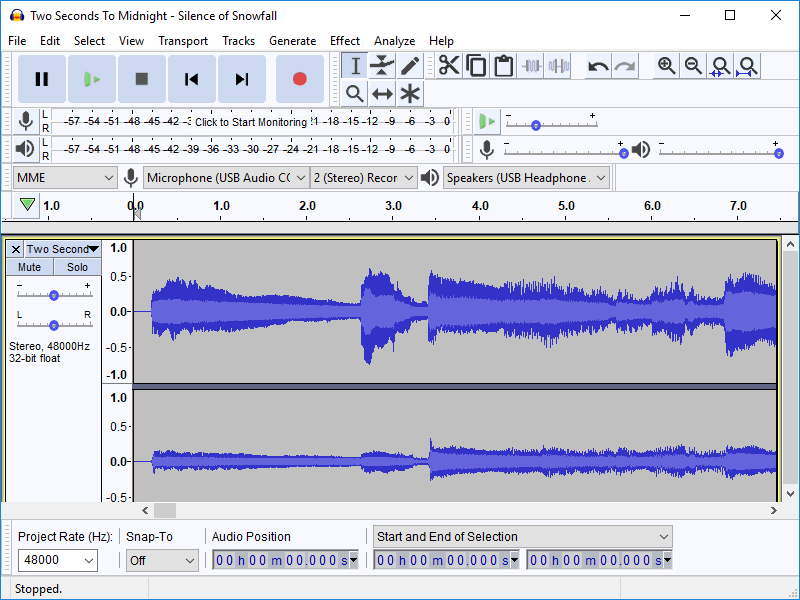 Two Seconds To Midnight - Silence of Snowfall
File Edit Select View Transport Tracks Generate Effect Analyze Help
L R -57 -54 -51 -48 -45 -42 Click to Start Monitoring -18 -15 -12 -9 -6 -3 0
L R -57 -54 -51 -48 -45 -42 -39 -36 -33 -30 -27 -24 -21 -18 -15 -12 -9 -6 -3 0
MME Microphone (USB Audio 2 (Stereo) Recor Speakers (USB Headphone
1.0 0.0 1.0 2.0 3.0 4.0 5.0 6.0 7.0
Two Second
Mute Solo
- +
L R
Stereo, 48000Hz
32-bit float
1.0
0.5
0.0
-0.5
-1.0
1.0
0.5
0.0
-0.5
Project Rate (Hz): Snap-To Audio Position Start and End of Selection
48000 Off 00 h 00 m 00.000 s 00 h 00 m 00.000 s 00 h 00 m 00.000 s
Stopped.